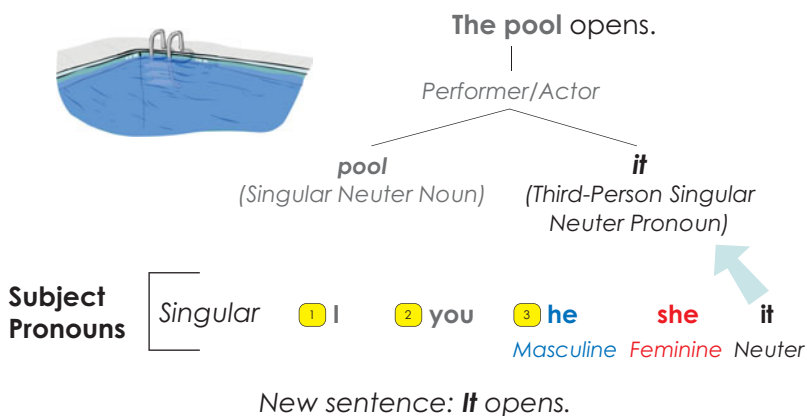 The pool opens.
Performer/Actor
pool
(Singular Neuter Noun)
it
(Third-Person Singular
Neuter Pronoun)
Subject
Pronouns
Singular
1 I
2 you
3 he
she
it
Masculine
Feminine
Neuter
New sentence: It opens.